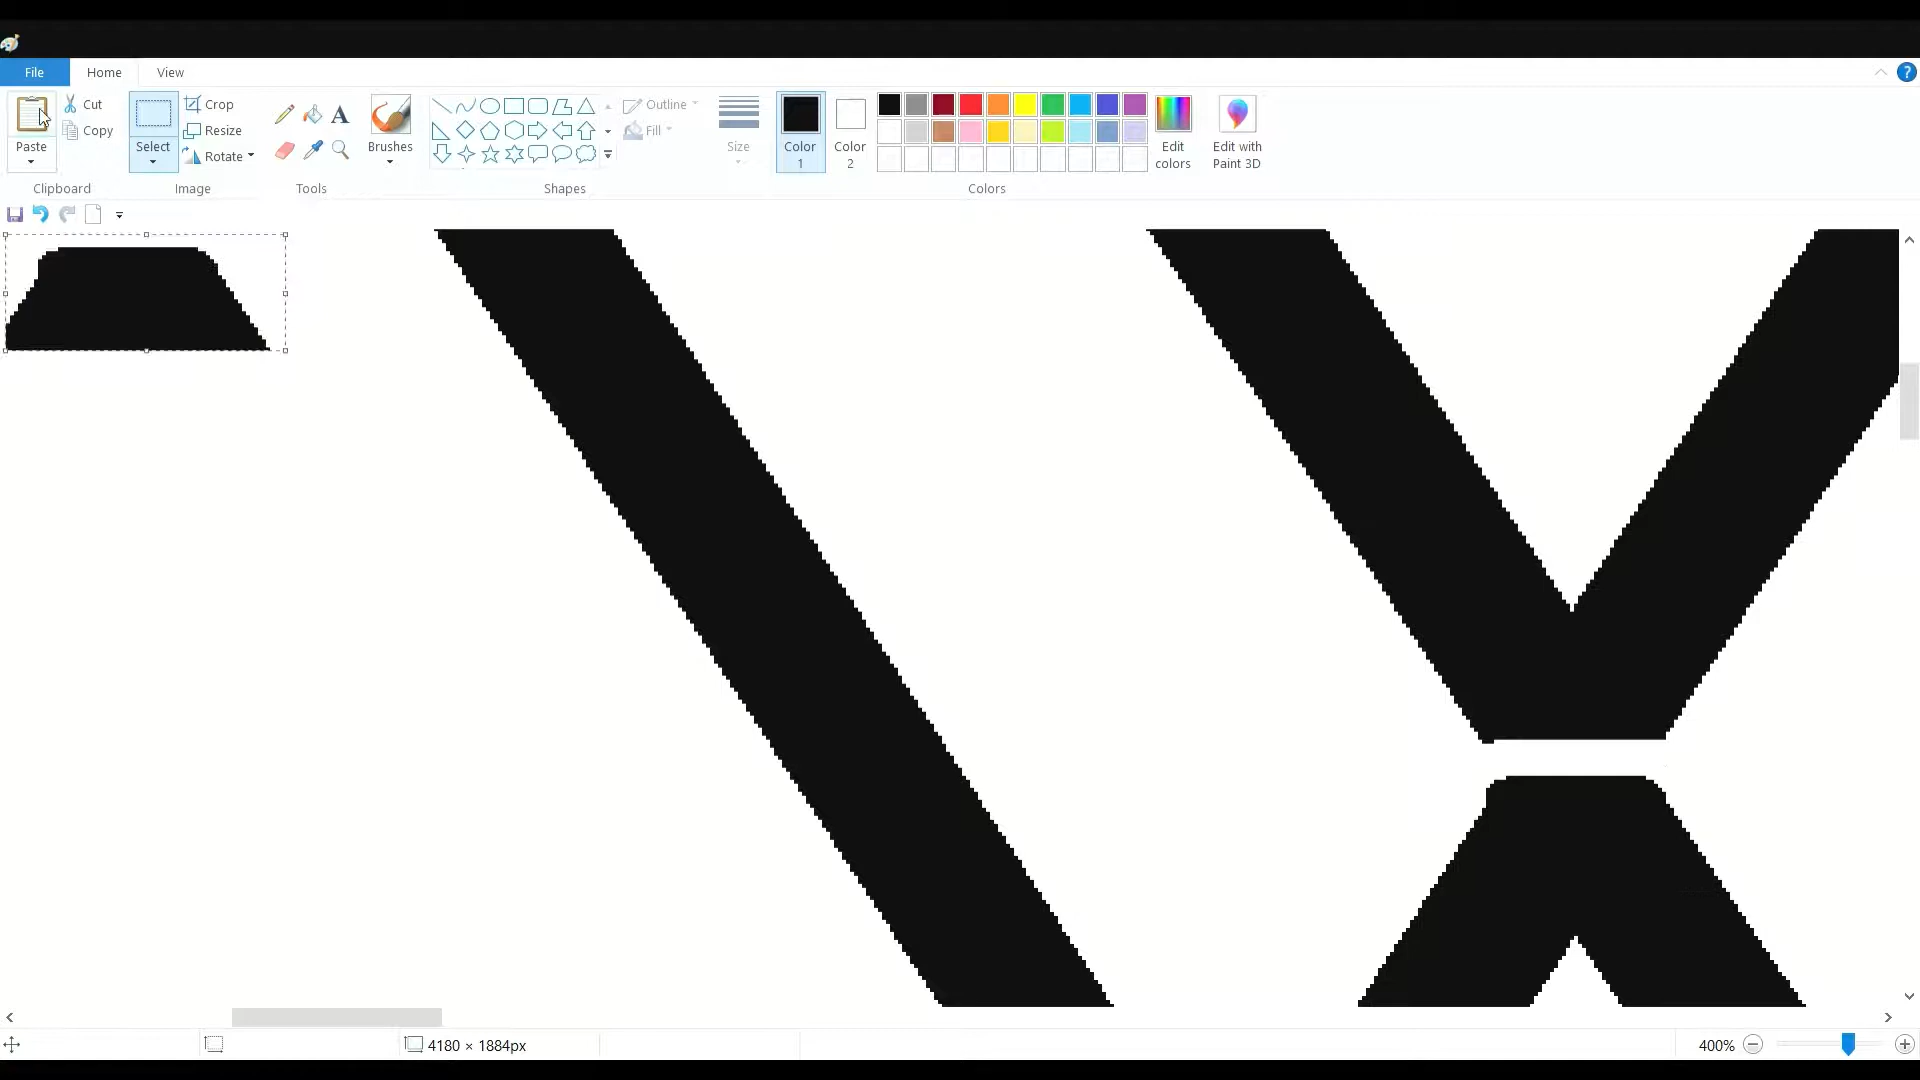 File Home View
Paste Cut Copy Select Crop Resize Rotate A Brushes Outline Fill Size Color 1 Color 2 Edit colors Edit with Paint 3D ?
Clipboard Image Tools Shapes Colors
4180 × 1884px 400%